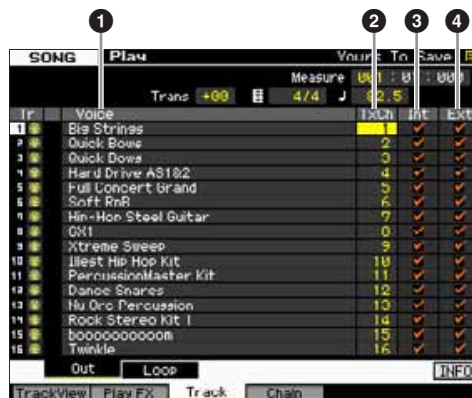 1 2 3 4
SONG Play Yours To Save
Measure 001 : 01 : 000
Trans +00 4/4 82.5
Tr Voice TxCh Int Ext
1 Big Strings 1
2 Quick Bows 2
3 Quick Dows 3
4 Hard Drive AS1&2 4
5 Full Concert Grand 5
6 Soft RnB 6
7 Hip-Hop Steel Guitar 7
8 GX1 8
9 Xtreme Sweep 9
10 Illest Hip Hop Kit 10
11 PercussionMaster Kit 11
12 Dance Snares 12
13 Nu Orc Percussion 13
14 Rock Stereo Kit 1 14
15 booooooooooom 15
16 Twinkle 16
Out Loop INFO
TrackView Play FX Track Chain